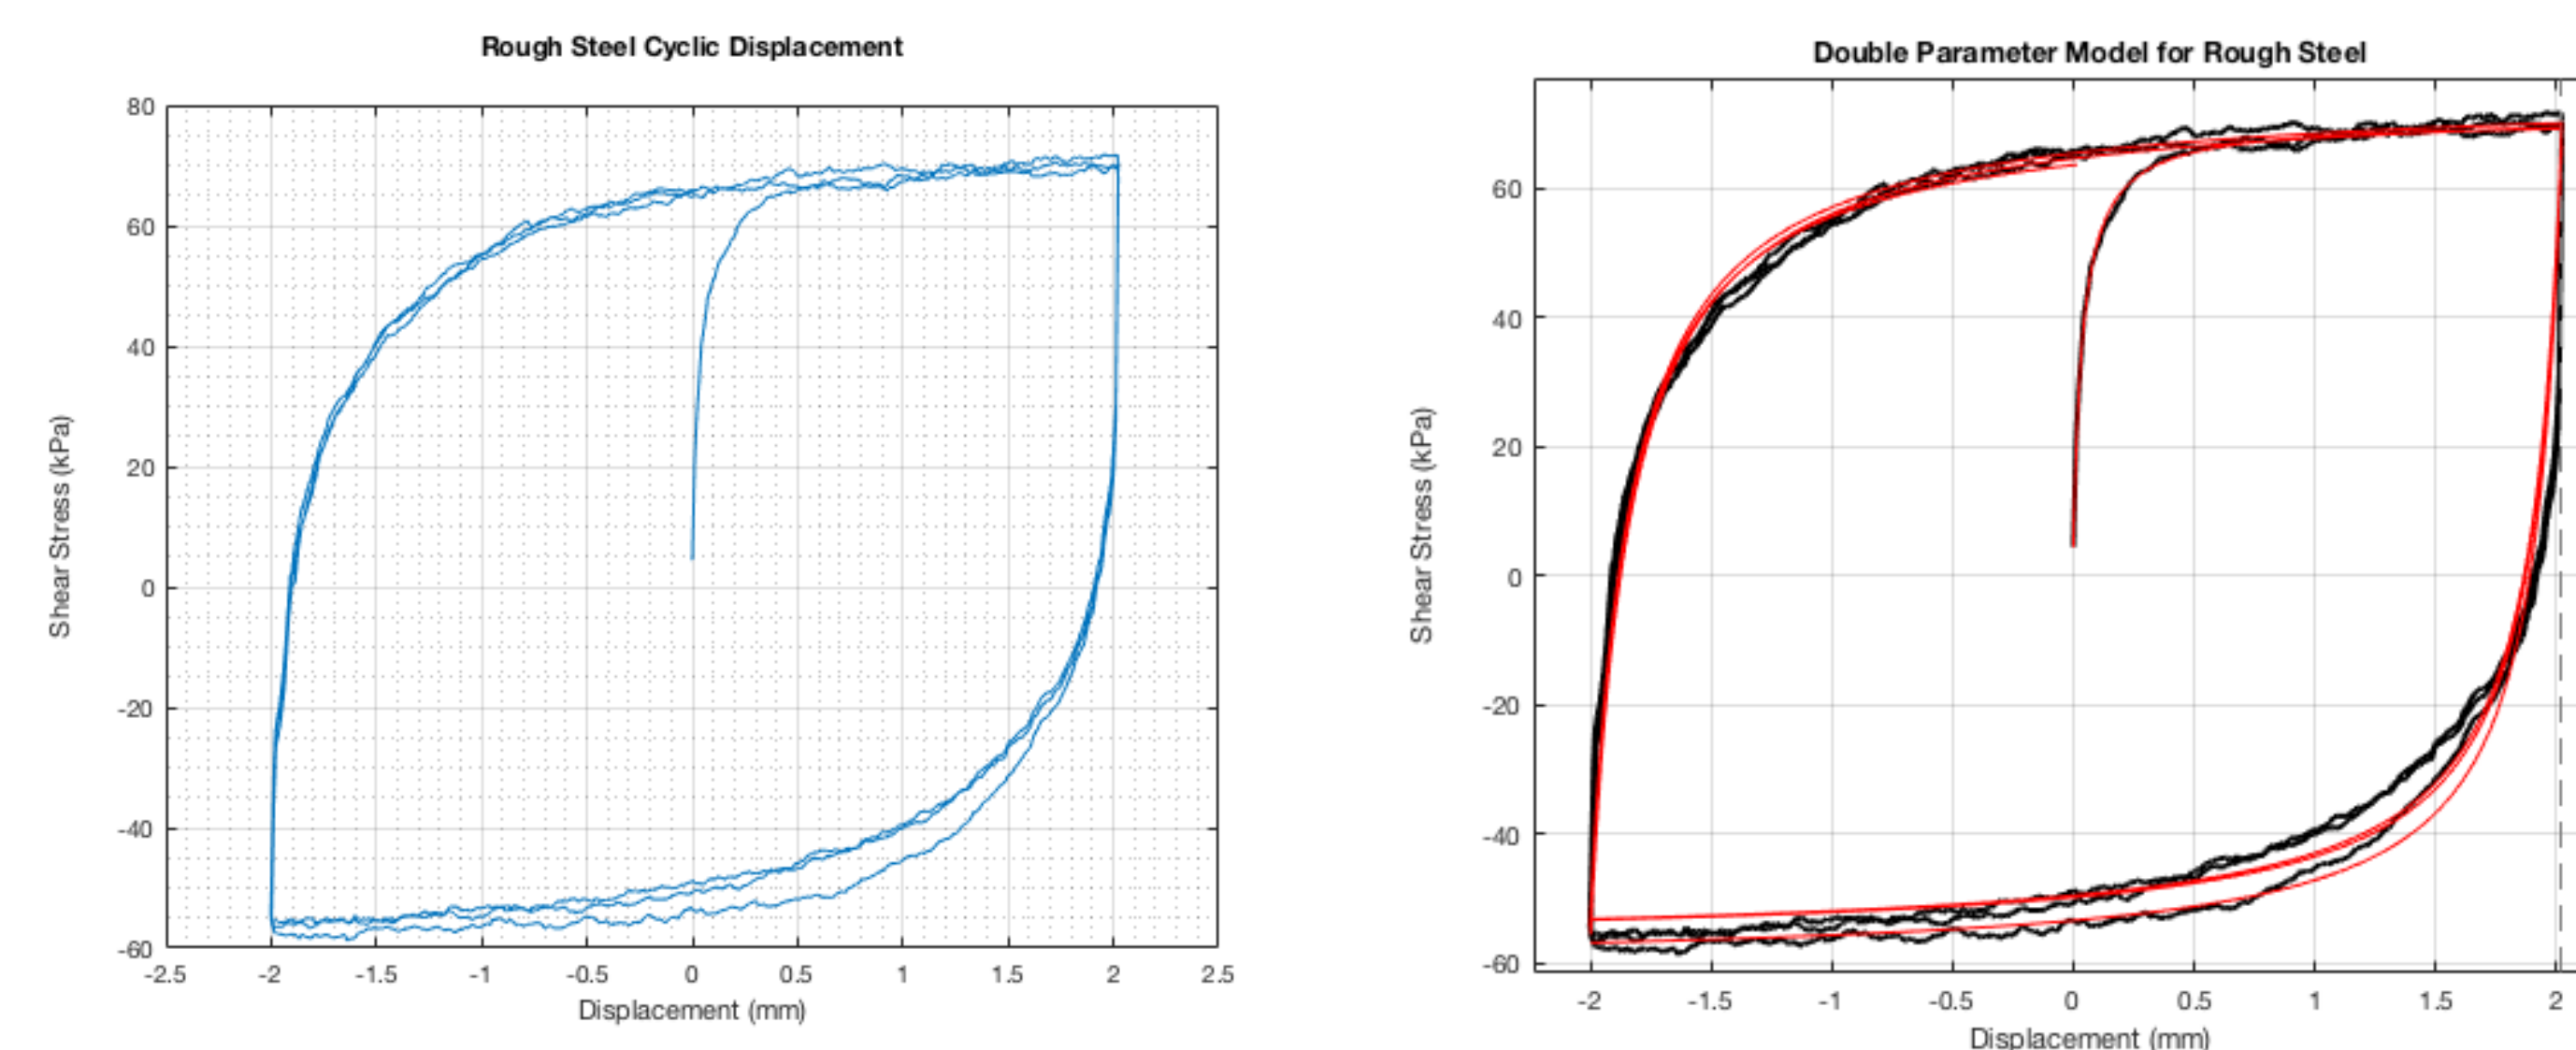 Rough Steel Cyclic Displacement
80
60
40
20
0
-20
-40
-60
Shear Stress (kPa)
-2.5 -2 -1.5 -1 -0.5 0 0.5 1 1.5 2 2.5
Displacement (mm)
Double Parameter Model for Rough Steel
60
40
20
0
-20
-40
-60
Shear Stress (kPa)
-2 -1.5 -1 -0.5 0 0.5 1 1.5 2
Displacement (mm)